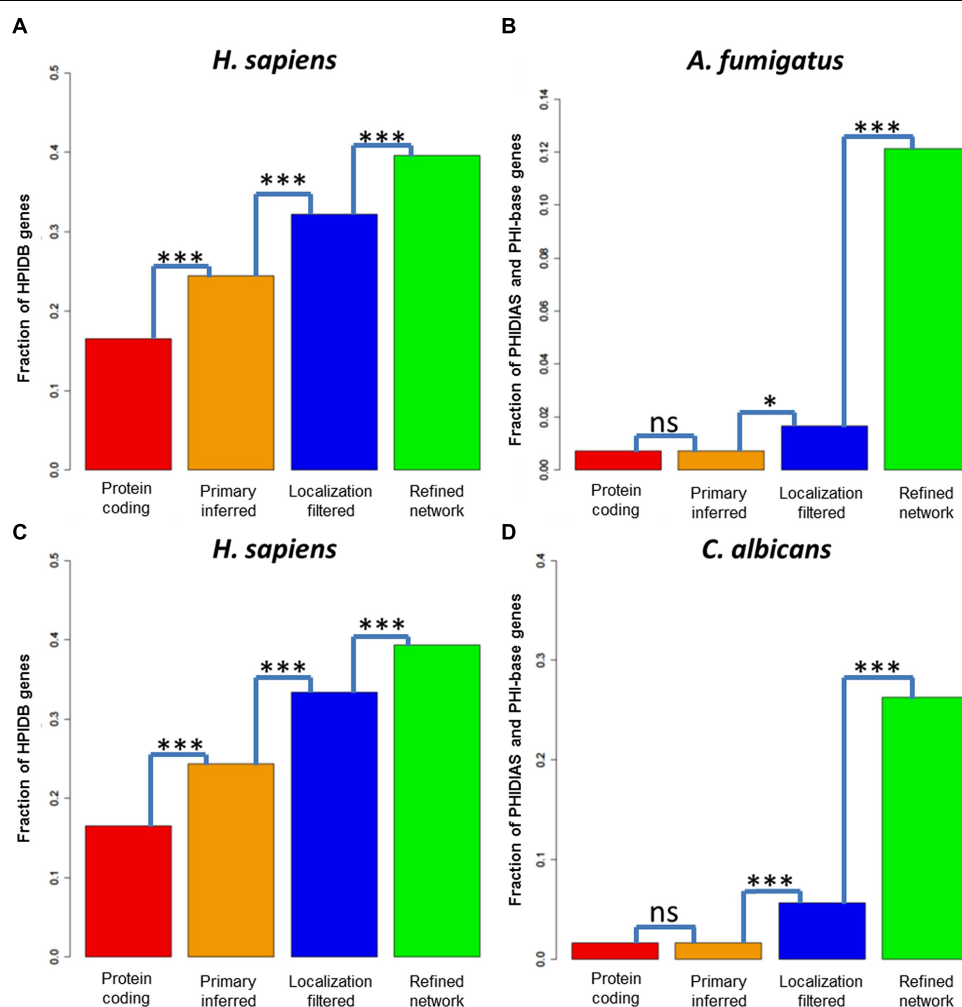 A
H. sapiens
Fraction of HPIDB genes
0.5
0.4
0.3
0.2
0.1
0.0
***
***
***
Protein
coding
Primary
inferred
Localization
filtered
Refined
network
B
A. fumigatus
Fraction of PHIDIAS and PHI-base genes
0.14
0.12
0.10
0.08
0.06
0.04
0.02
0.00
ns
*
***
Protein
coding
Primary
inferred
Localization
filtered
Refined
network
C
H. sapiens
Fraction of HPIDB genes
0.5
0.4
0.3
0.2
0.1
0.0
***
***
***
Protein
coding
Primary
inferred
Localization
filtered
Refined
network
D
C. albicans
Fraction of PHIDIAS and PHI-base genes
0.4
0.3
0.2
0.1
0.0
ns
***
***
Protein
coding
Primary
inferred
Localization
filtered
Refined
network